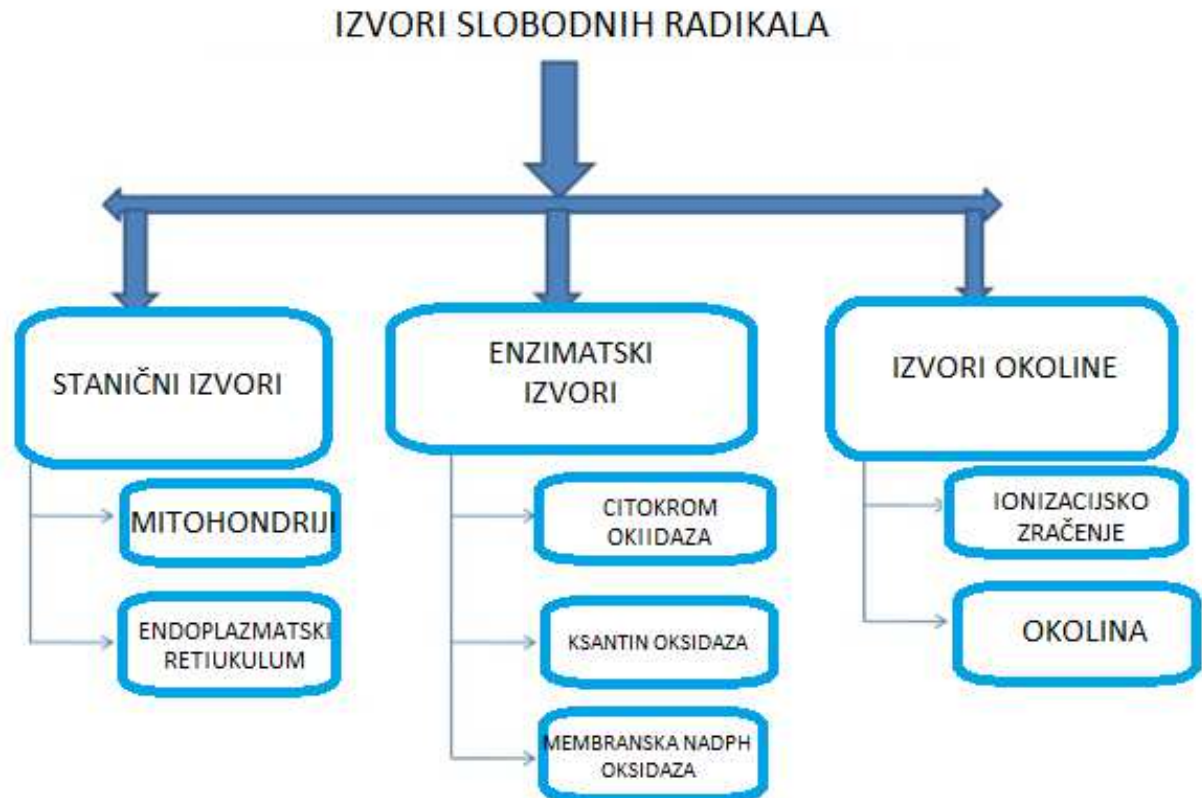 IZVORI SLOBODNIH RADIKALA
STANIČNI IZVORI
MITOHONDRIJI
ENDOPLAZMATSKI
RETIUKULUM
ENZIMATSKI
IZVORI
CITOKROM
OKIIDAZA
KSANTIN OKSIDAZA
MEMBRANSKA NADPH
OKSIDAZA
IZVORI OKOLINE
IONIZACIJSKO
ZRAČENJE
OKOLINA